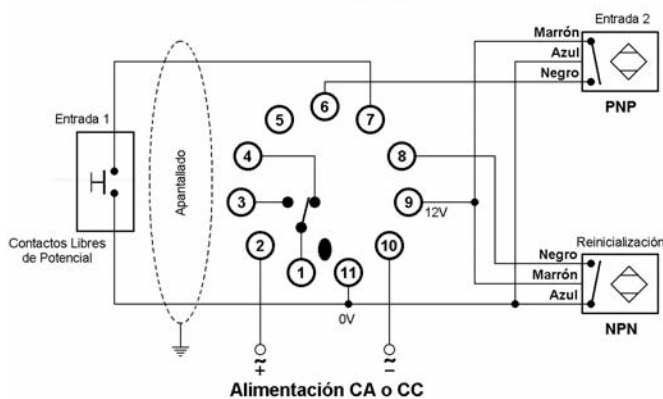 Entrada 2
Marrón
Azul
Negro
PNP
6
7
5
Entrada 1
4
8
Apantallado
3
9
12V
Contactos Libres
de Potencial
2
10
1
11
0V
Reinicialización
Negro
Marrón
Azul
NPN
~
+
~
−
Alimentación CA o CC